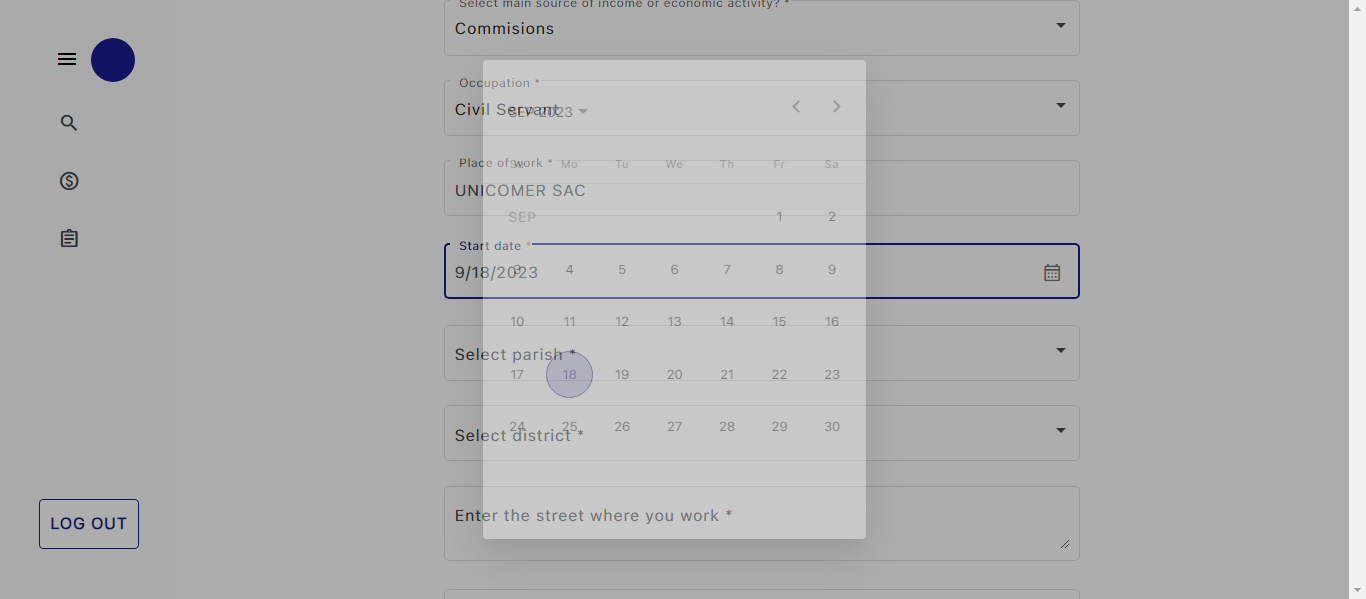 Select main source of income or economic activity? *
Commisions
Occupation *
Civil Servant
SEP 2023
Place of work *
Su Mo Tu We Th Fr Sa
UNICOMER SAC
SEP 1 2
Start date *
9/18/2023
3 4 5 6 7 8 9
10 11 12 13 14 15 16
Select parish *
17 18 19 20 21 22 23
24 25 26 27 28 29 30
Select district *
Enter the street where you work *
LOG OUT